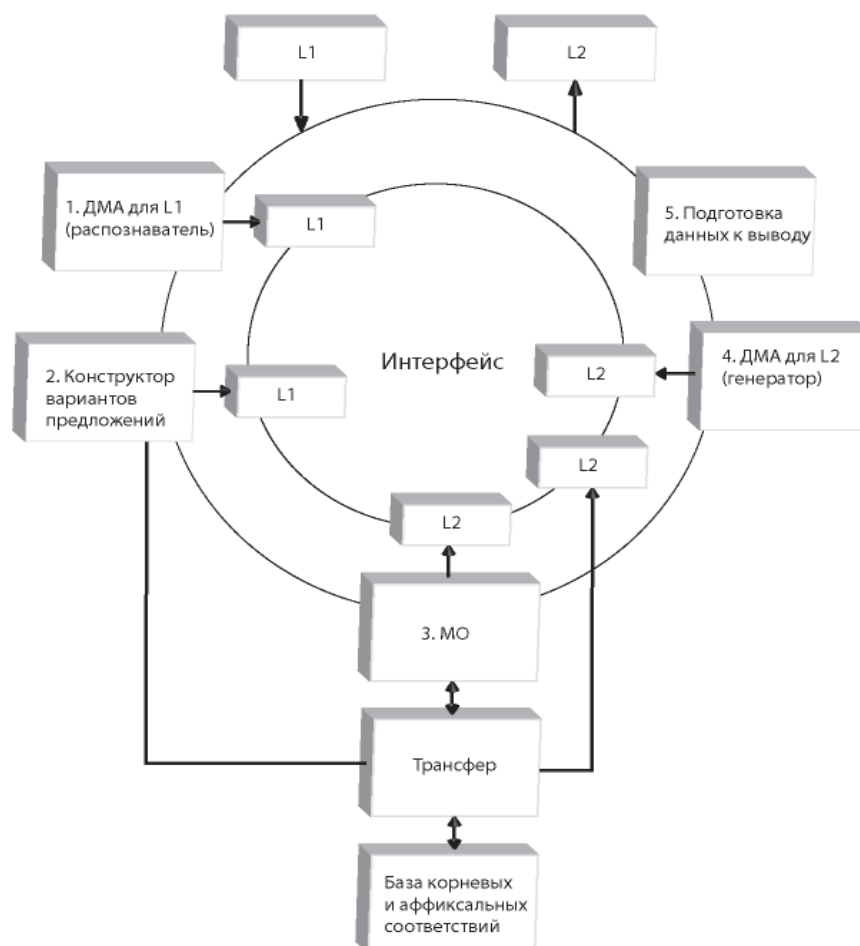 L1
L2
1. ДМА для L1
(распознаватель)
L1
5. Подготовка
данных к выводу
Интерфейс
2. Конструктор
вариантов
предложений
L1
L2
4. ДМА для L2
(генератор)
L2
L2
3. МО
Трансфер
База корневых
и аффиксальных
соответствий